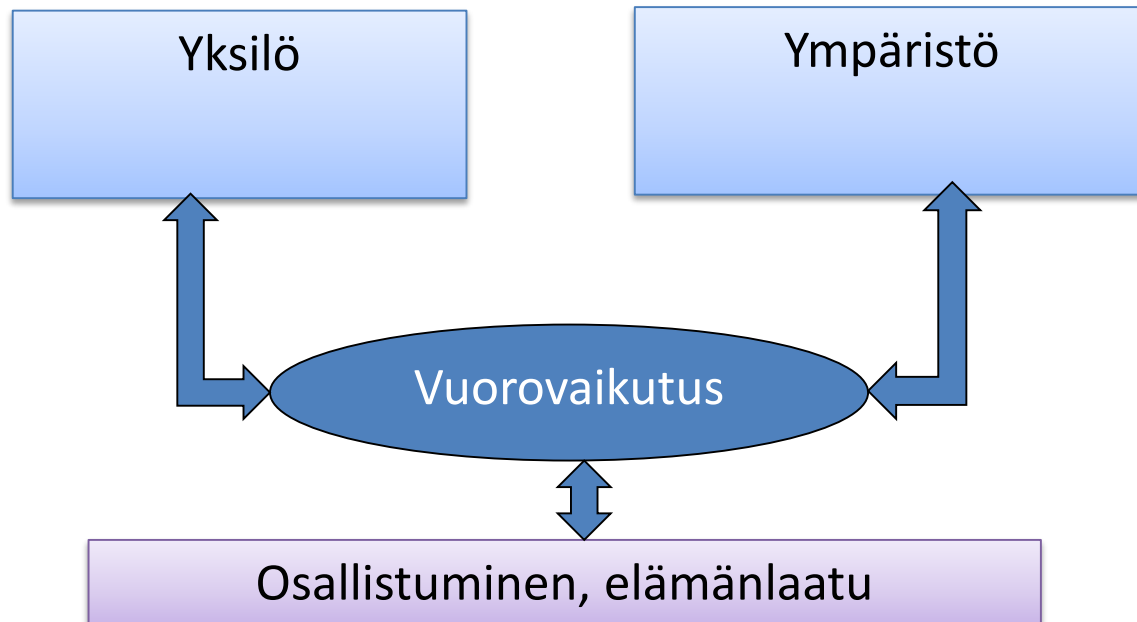 Yksilö
Ympäristö
Vuorovaikutus
Osallistuminen, elämänlaatu